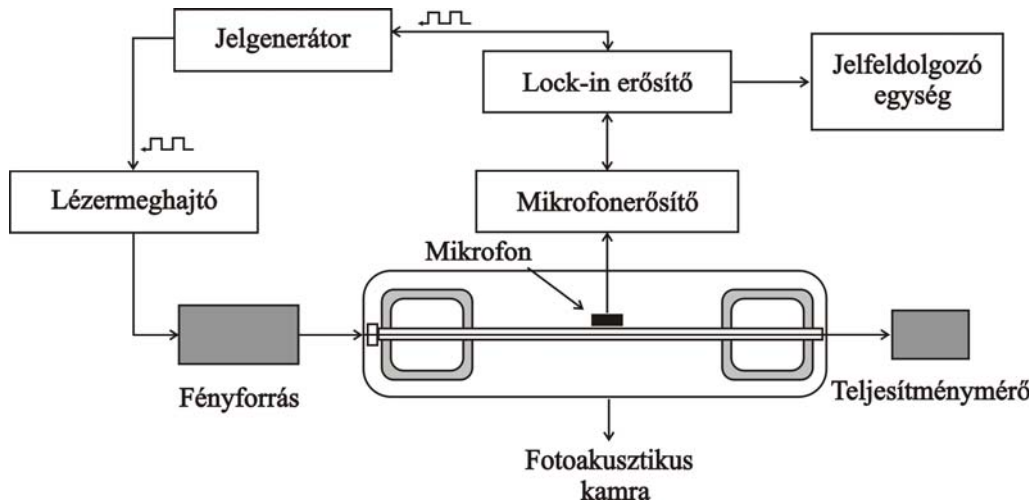 Jelgenerátor
Lock-in erősítő
Jelfeldolgozó
egység
Lézermeghajtó
Mikrofonerősítő
Mikrofon
Fényforrás
Teljesítménymérő
Fotoakusztikus
kamra